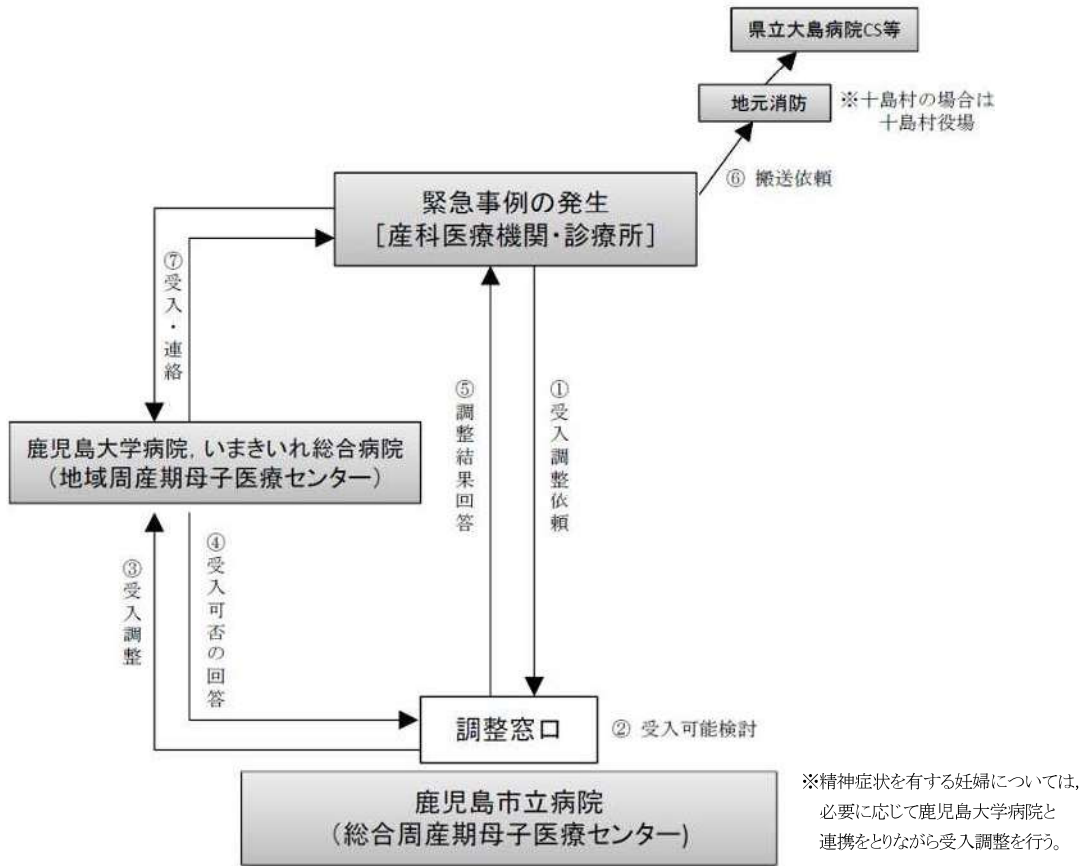 県立大島病院CS等
地元消防
※十島村の場合は
十島村役場
⑥ 搬送依頼
緊急事例の発生
［産科医療機関・診療所］
⑦受入・連絡
⑤調整結果回答
①受入調整依頼
鹿児島大学病院，いまきいれ総合病院
（地域周産期母子医療センター）
③受入調整
④受入可否の回答
調整窓口
② 受入可能検討
鹿児島市立病院
（総合周産期母子医療センター）
※精神症状を有する妊婦については，
必要に応じて鹿児島大学病院と
連携をとりながら受入調整を行う。